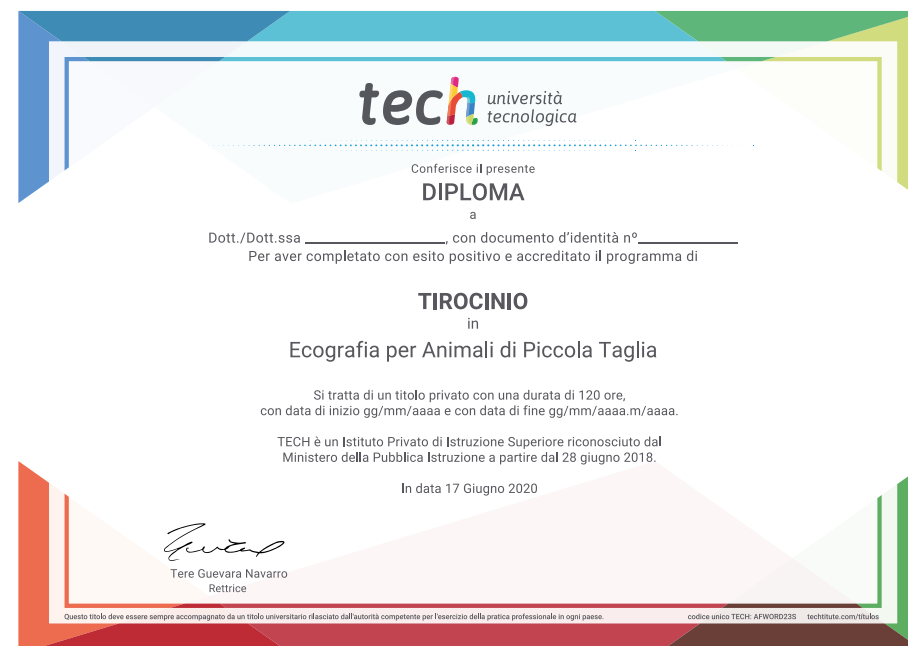 tech università
tecnologica
Conferisce il presente
DIPLOMA
a
Dott./Dott.ssa ____________________, con documento d'identità nº______________
Per aver completato con esito positivo e accreditato il programma di
TIROCINIO
in
Ecografia per Animali di Piccola Taglia
Si tratta di un titolo privato con una durata di 120 ore,
con data di inizio gg/mm/aaaa e con data di fine gg/mm/aaaa.m/aaaa.
TECH è un Istituto Privato di Istruzione Superiore riconosciuto dal
Ministero della Pubblica Istruzione a partire dal 28 giugno 2018.
In data 17 Giugno 2020
Tere Guevara Navarro
Rettrice
Questo titolo deve essere sempre accompagnato da un titolo universitario rilasciato dall'autorità competente per l'esercizio della pratica professionale in ogni paese. codice unico TECH: AFWORD23S techtitute.com/titulos